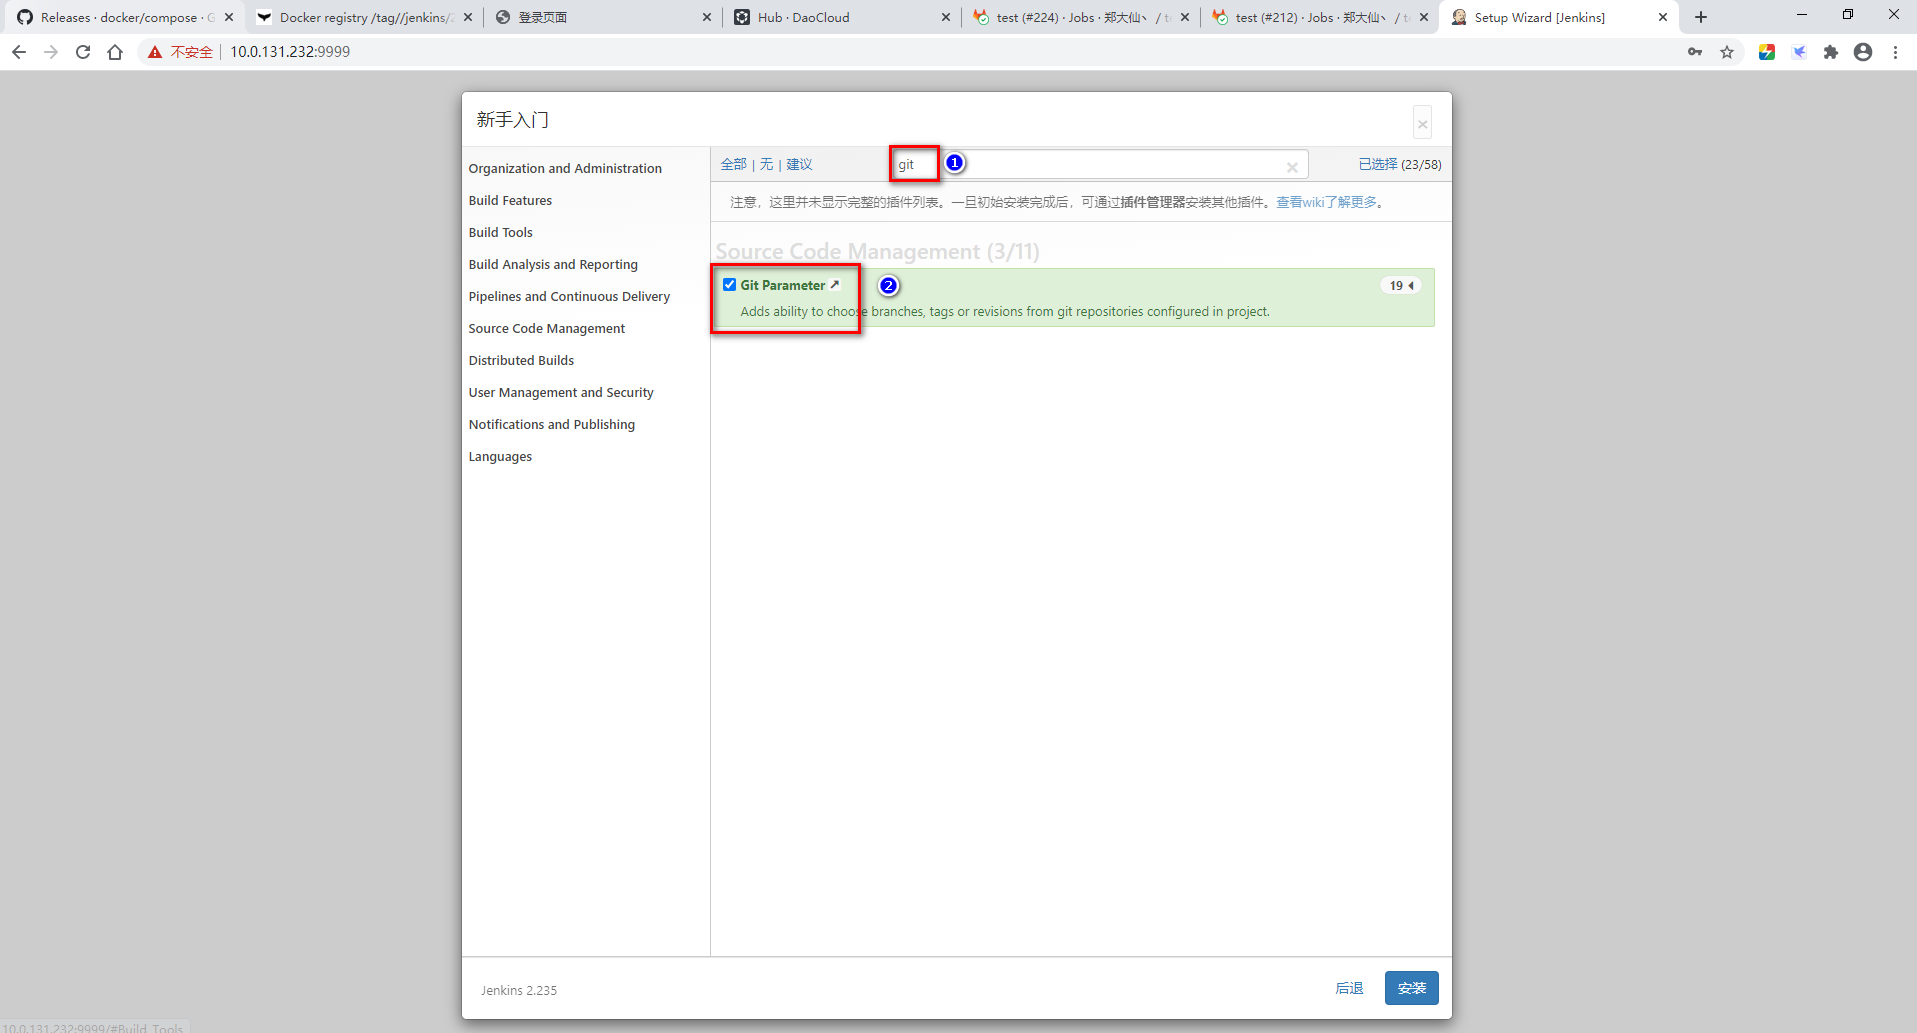 Releases · docker/compose · G
Docker registry /tag//jenkins/2
登录页面
Hub · DaoCloud
test (#224) · Jobs · 郑大仙丶 / t
test (#212) · Jobs · 郑大仙丶 / t
Setup Wizard [Jenkins]
不安全
10.0.131.232:9999
新手入门
Organization and Administration
Build Features
Build Tools
Build Analysis and Reporting
Pipelines and Continuous Delivery
Source Code Management
Distributed Builds
User Management and Security
Notifications and Publishing
Languages
全部 | 无 | 建议
git
1
已选择 (23/58)
注意，这里并未显示完整的插件列表。一旦初始安装完成后，可通过插件管理器安装其他插件。查看wiki了解更多。
Source Code Management (3/11)
Git Parameter
2
19
Adds ability to choose branches, tags or revisions from git repositories configured in project.
Jenkins 2.235
后退
安装
10.0.131.232:9999/#Build_Tools